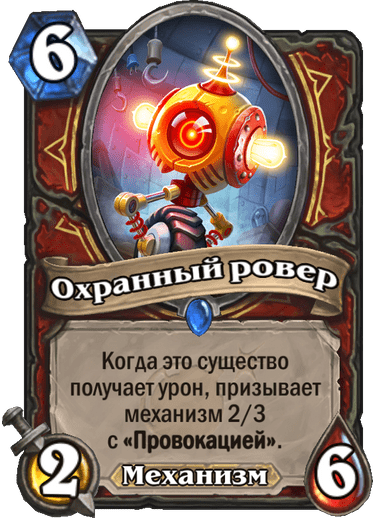 6
Охранный ровер
Когда это существо
получает урон, призывает
механизм 2/3
с «Провокацией».
2
Механизм
6